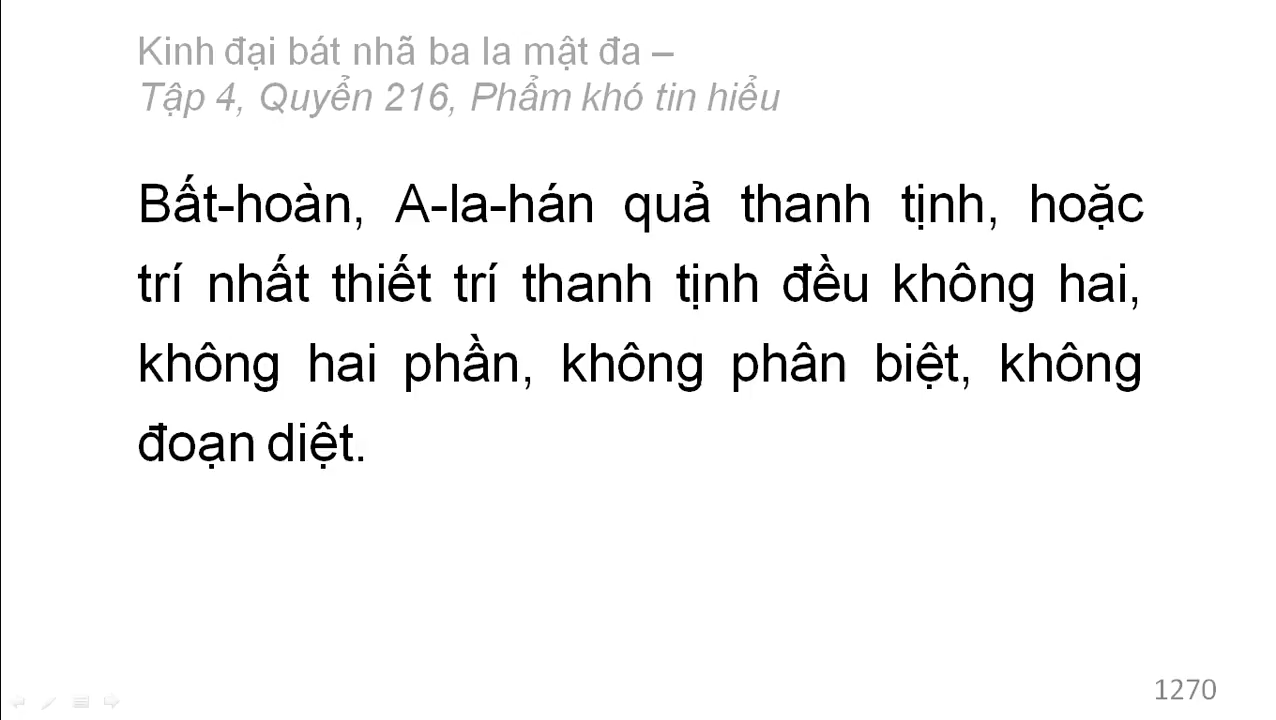 Kinh đại bát nhã ba la mật đa –
Tập 4, Quyển 216, Phẩm khó tin hiểu
Bất-hoàn, A-la-hán quả thanh tịnh, hoặc
trí nhất thiết trí thanh tịnh đều không hai,
không hai phần, không phân biệt, không
đoạn diệt.
1270